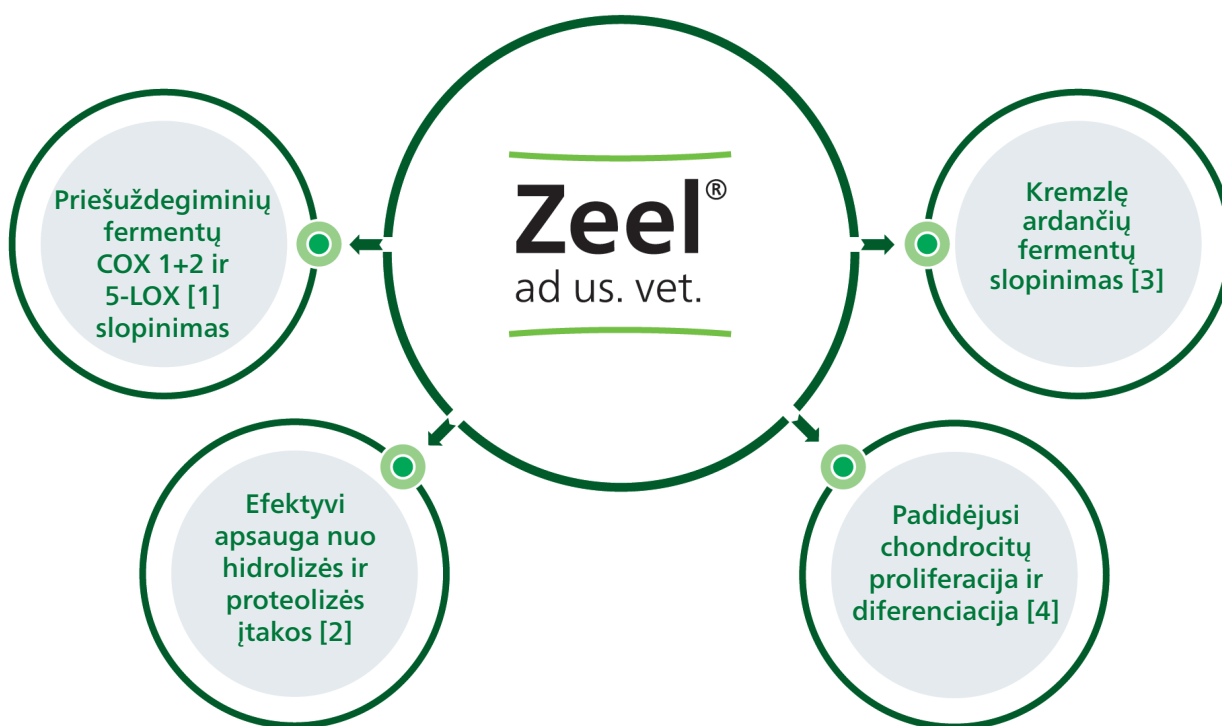 Zeel®
ad us. vet.
Priešuždegiminių
fermentų
COX 1+2 ir
5-LOX [1]
slopinimas
Kremzlę
ardančių
fermentų
slopinimas [3]
Efektyvi
apsauga nuo
hidrolizės ir
proteolizės
įtakos [2]
Padidėjusi
chondrocitų
proliferacija ir
diferenciacija [4]